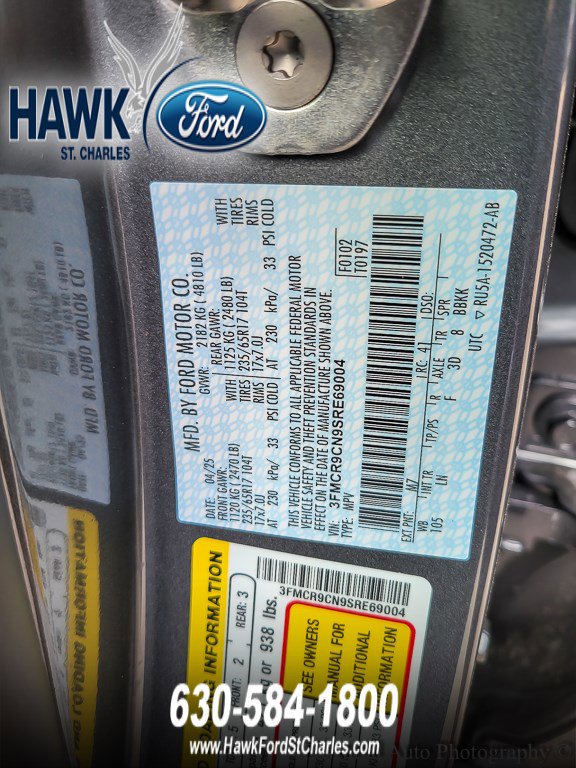 HAWK
ST. CHARLES
Ford
MFD. BY FORD MOTOR CO.
DATE: 04/25 GVWR: 2182 KG ( 4810 LB)
FRONT GAWR: REAR GAWR:
1120 KG ( 2470 LB) 1125 KG ( 2480 LB) WITH
235/65R17 104T 235/65R17 104T TIRES
17x7.0J 17x7.0J RIMS
AT 230 kPa/ 33 PSI COLD AT 230 kPa/ 33 PSI COLD
THIS VEHICLE CONFORMS TO ALL APPLICABLE FEDERAL MOTOR
VEHICLE SAFETY AND THEFT PREVENTION STANDARDS IN
EFFECT ON THE DATE OF MANUFACTURE SHOWN ABOVE.
VIN: 3FMCR9CN9SRE69004
TYPE: MPV
F0102
T0197
EXT PNT: M7 RC: 41 DSO:
WB INT TR TP/PS R AXLE TR SPR
105 LN F 3D 8 BBKK
UTC ▽ RU5A-1520472-AB
3FMCR9CN9SRE69004
INFORMATION
FRONT: 2 REAR: 3
or 938 lbs.
SEE OWNERS
MANUAL FOR
630-584-1800
www.HawkFordStCharles.com
Auto Photography ©